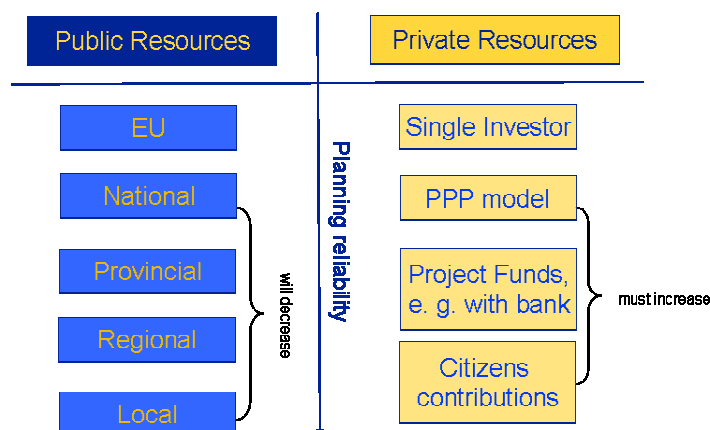 Public Resources
Private Resources
EU
National
Provincial
Regional
Local
will decrease
Planning reliability
Single Investor
PPP model
Project Funds,
e. g. with bank
Citizens
contributions
must increase